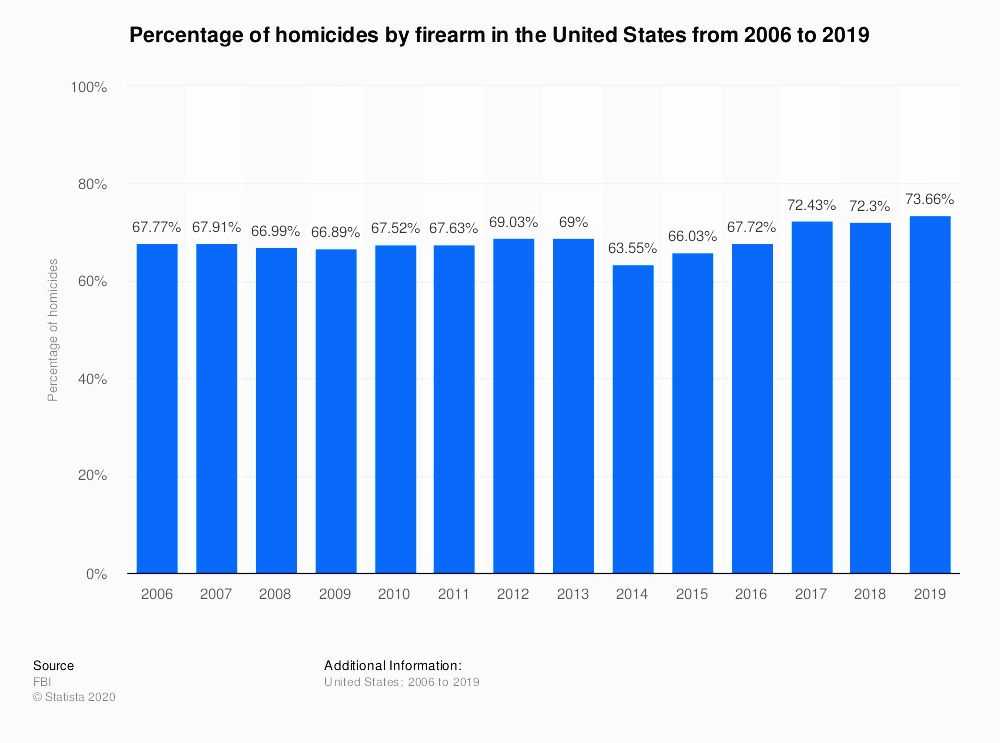 Percentage of homicides by firearm in the United States from 2006 to 2019
100%
80%
60%
40%
20%
0%
Percentage of homicides
67.77% 67.91% 66.99% 66.89% 67.52% 67.63% 69.03% 69% 63.55% 66.03% 67.72% 72.43% 72.3% 73.66%
2006 2007 2008 2009 2010 2011 2012 2013 2014 2015 2016 2017 2018 2019
Source
FBI
© Statista 2020
Additional Information:
United States; 2006 to 2019